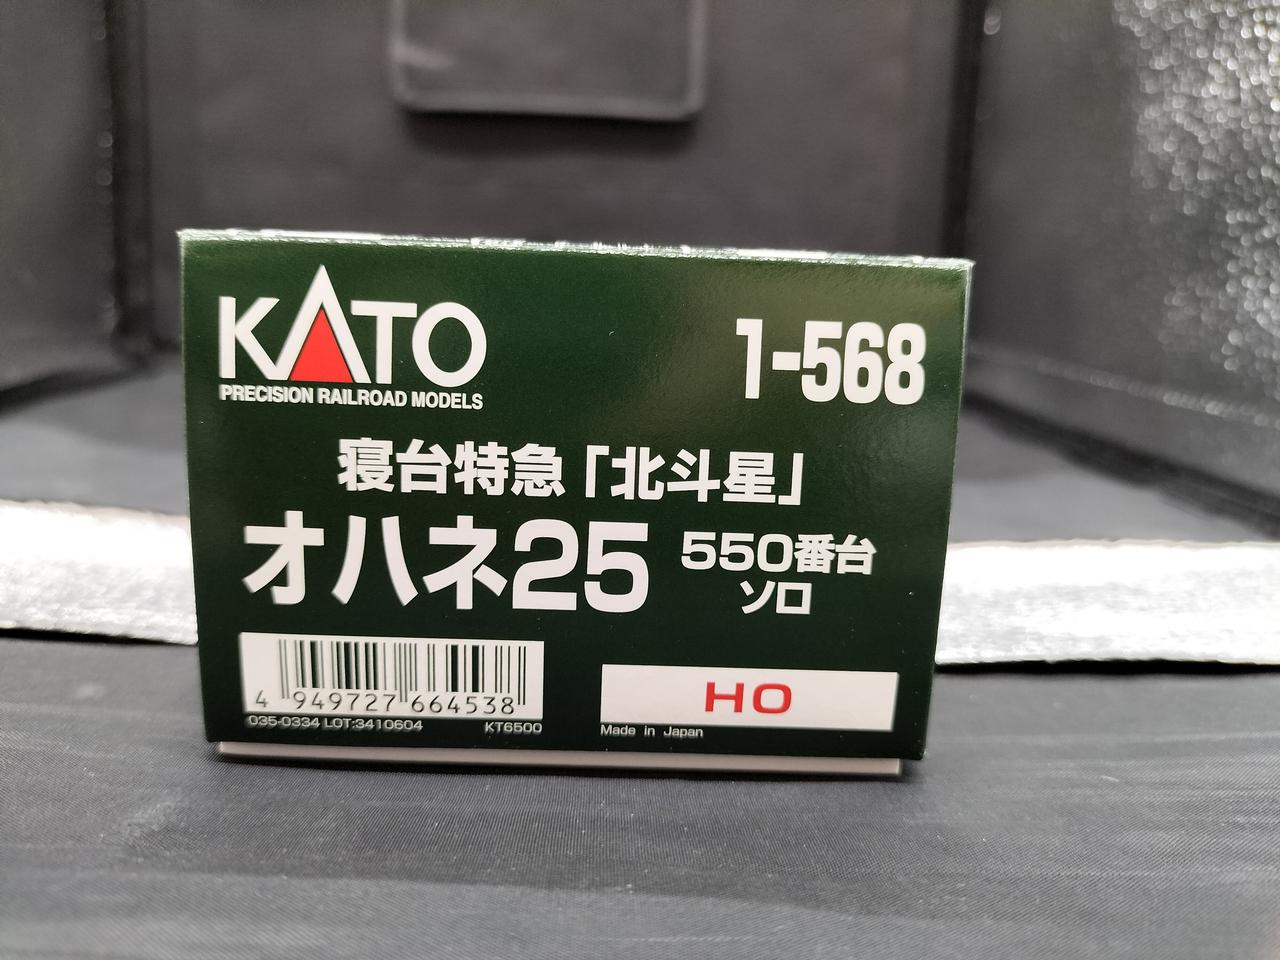 KATO
PRECISION RAILROAD MODELS
1-568
寝台特急「北斗星」
オハネ25 550番台
ソロ
4 949727 664538
035-0334 LOT:3410604 KT6500
HO
Made in Japan